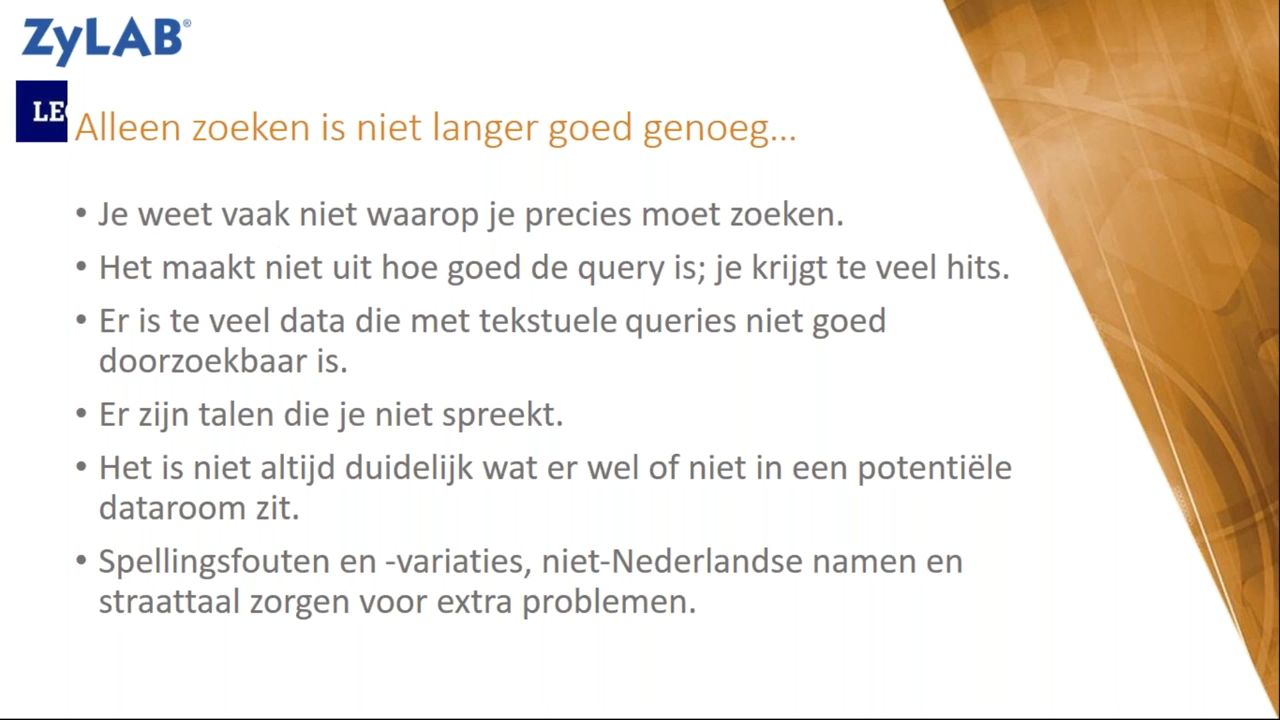 ZyLAB®
LE
Alleen zoeken is niet langer goed genoeg...
• Je weet vaak niet waarop je precies moet zoeken.
• Het maakt niet uit hoe goed de query is; je krijgt te veel hits.
• Er is te veel data die met tekstuele queries niet goed
doorzoekbaar is.
• Er zijn talen die je niet spreekt.
• Het is niet altijd duidelijk wat er wel of niet in een potentiële
dataroom zit.
• Spellingsfouten en -variaties, niet-Nederlandse namen en
straattaal zorgen voor extra problemen.